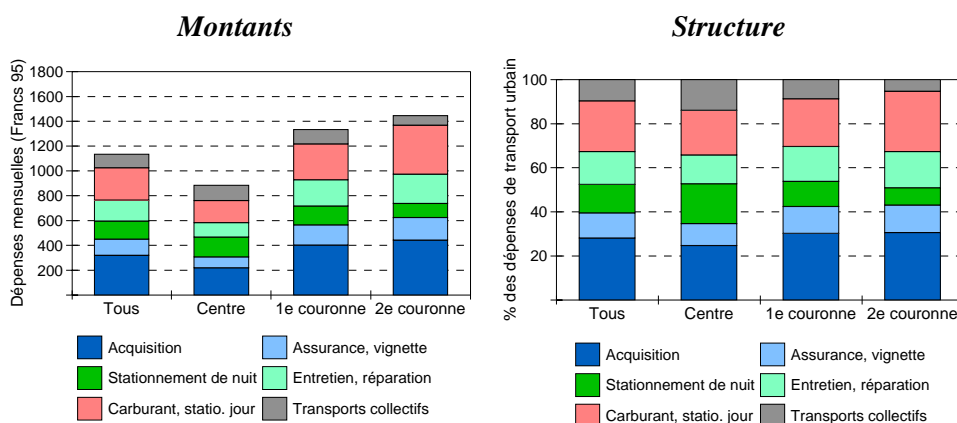 Montants
Dépenses mensuelles (Francs 95)
1800
1600
1400
1200
1000
800
600
400
200
Tous Centre 1e couronne 2e couronne
Acquisition Assurance, vignette
Stationnement de nuit Entretien, réparation
Carburant, statio. jour Transports collectifs
Structure
% des dépenses de transport urbain
100
80
60
40
20
Tous Centre 1e couronne 2e couronne
Acquisition Assurance, vignette
Stationnement de nuit Entretien, réparation
Carburant, statio. jour Transports collectifs